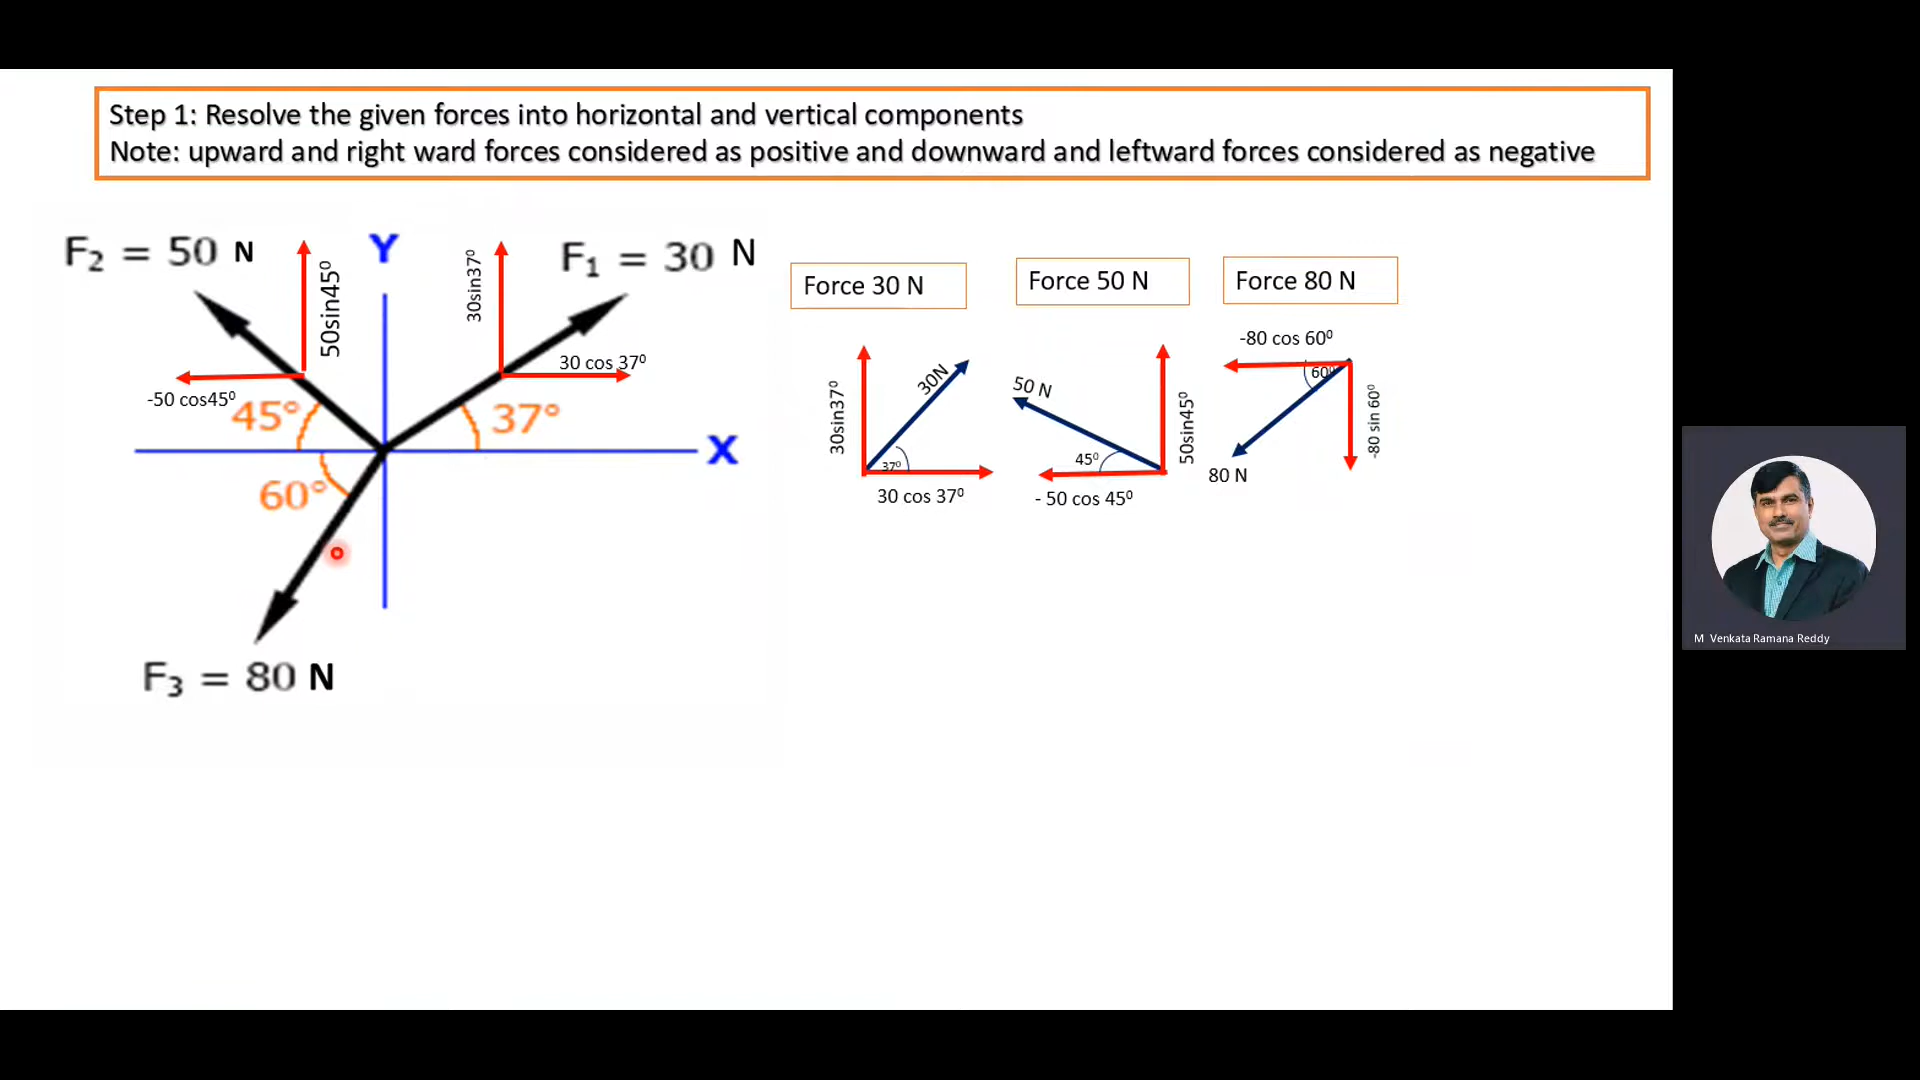 Step 1: Resolve the given forces into horizontal and vertical components
Note: upward and right ward forces considered as positive and downward and leftward forces considered as negative
F₂ = 50 N
50sin45⁰
Y
30sin37⁰
F₁ = 30 N
-50 cos45⁰
45°
30 cos 37⁰
37°
X
60°
F₃ = 80 N
Force 30 N
30sin37⁰
30N
37⁰
30 cos 37⁰
Force 50 N
50 N
45⁰
50sin45⁰
- 50 cos 45⁰
Force 80 N
-80 cos 60⁰
60⁰
-80 sin 60⁰
80 N
M Venkata Ramana Reddy